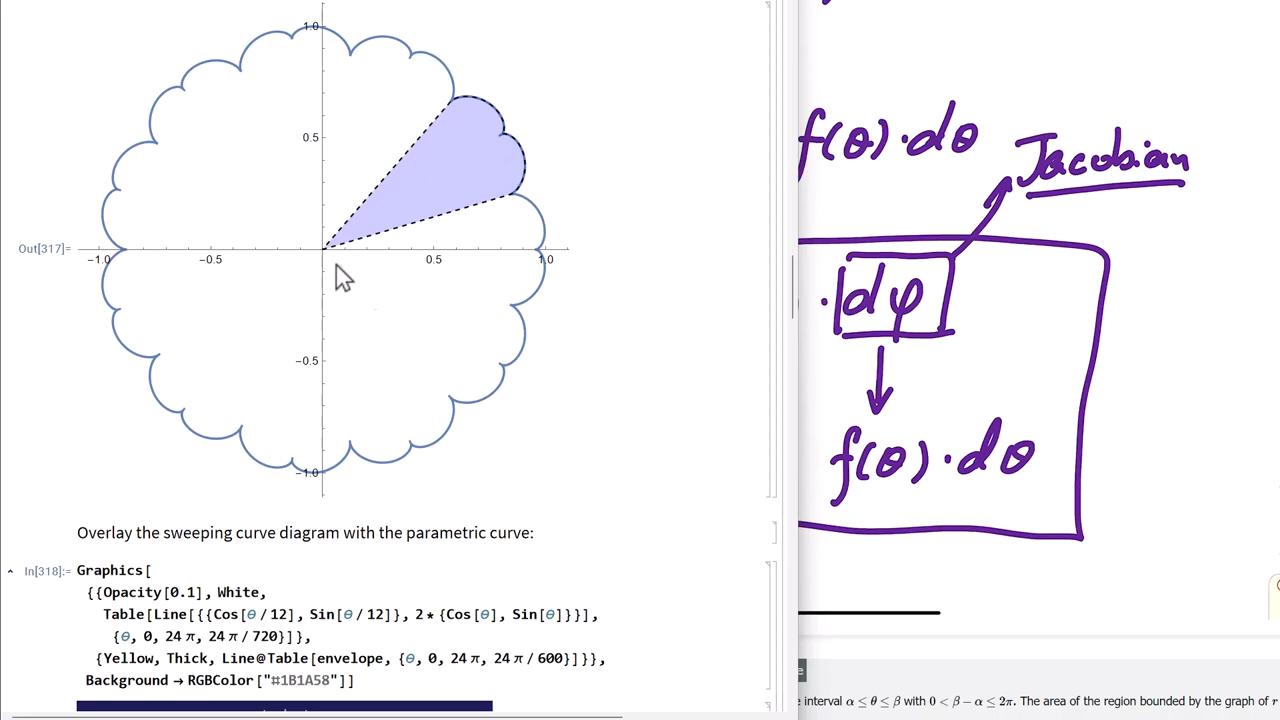 1.0
0.5
Out[317]=
−1.0
−0.5
0.5
1.0
−0.5
−1.0
Overlay the sweeping curve diagram with the parametric curve:
In[318]:= Graphics[
{{Opacity[0.1], White,
Table[Line[{{Cos[θ/12], Sin[θ/12]}, 2*{Cos[θ], Sin[θ]}}],
{θ, 0, 24 π, 24 π/720}]},
{Yellow, Thick, Line@Table[envelope, {θ, 0, 24 π, 24 π/600}]}},
Background → RGBColor["#1B1A58"]]
f(θ)·dθ
Jacobian
·dφ
f(θ)·dθ
interval α ≤ θ ≤ β with 0 < β − α ≤ 2π. The area of the region bounded by the graph of r